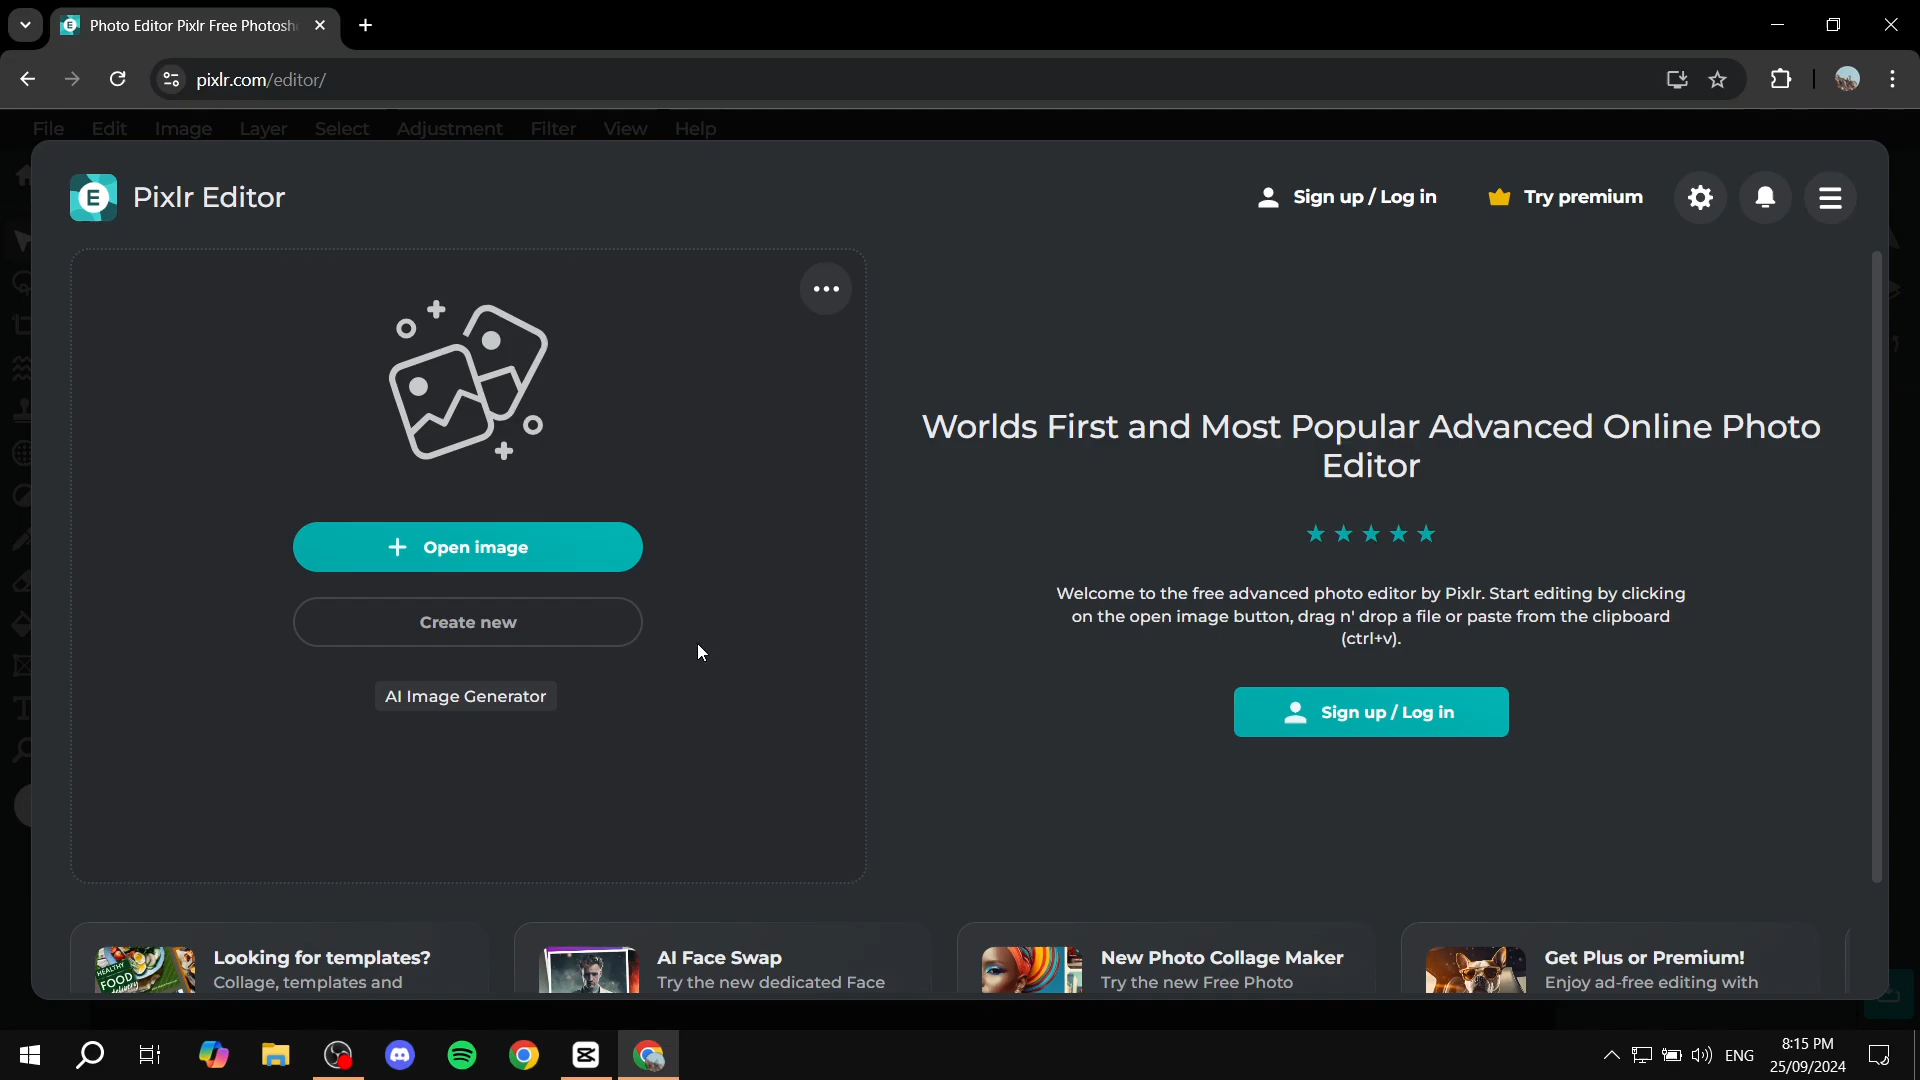 Photo Editor Pixlr Free Photosh
pixlr.com/editor/
File Edit Image Layer Select Adjustment Filter View Help
E Pixlr Editor
Sign up / Log in
Try premium
Open image
Create new
AI Image Generator
Worlds First and Most Popular Advanced Online Photo
Editor
Welcome to the free advanced photo editor by Pixlr. Start editing by clicking
on the open image button, drag n' drop a file or paste from the clipboard
(ctrl+v).
Sign up / Log in
HEALTHY
FOOD
delivery
Looking for templates?
Collage, templates and
AI Face Swap
Try the new dedicated Face
New Photo Collage Maker
Try the new Free Photo
Get Plus or Premium!
Enjoy ad-free editing with
ENG
8:15 PM
25/09/2024